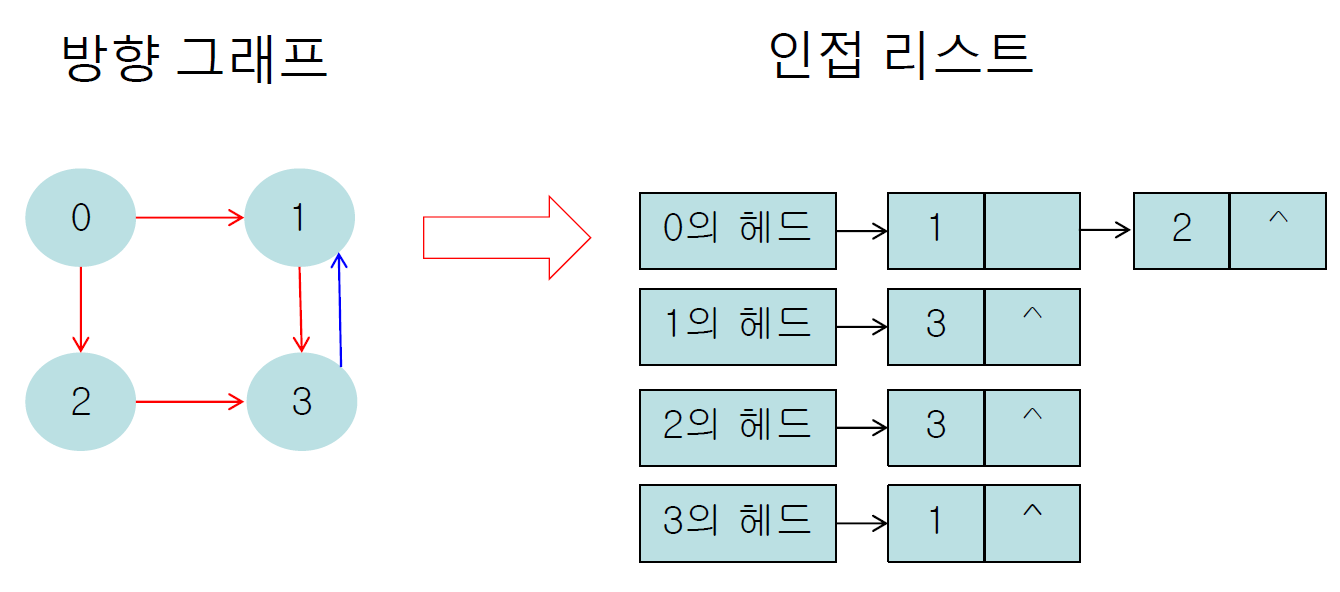 방향 그래프
인접 리스트
0 1
2 3
0의 헤드 1 2 ^
1의 헤드 3 ^
2의 헤드 3 ^
3의 헤드 1 ^